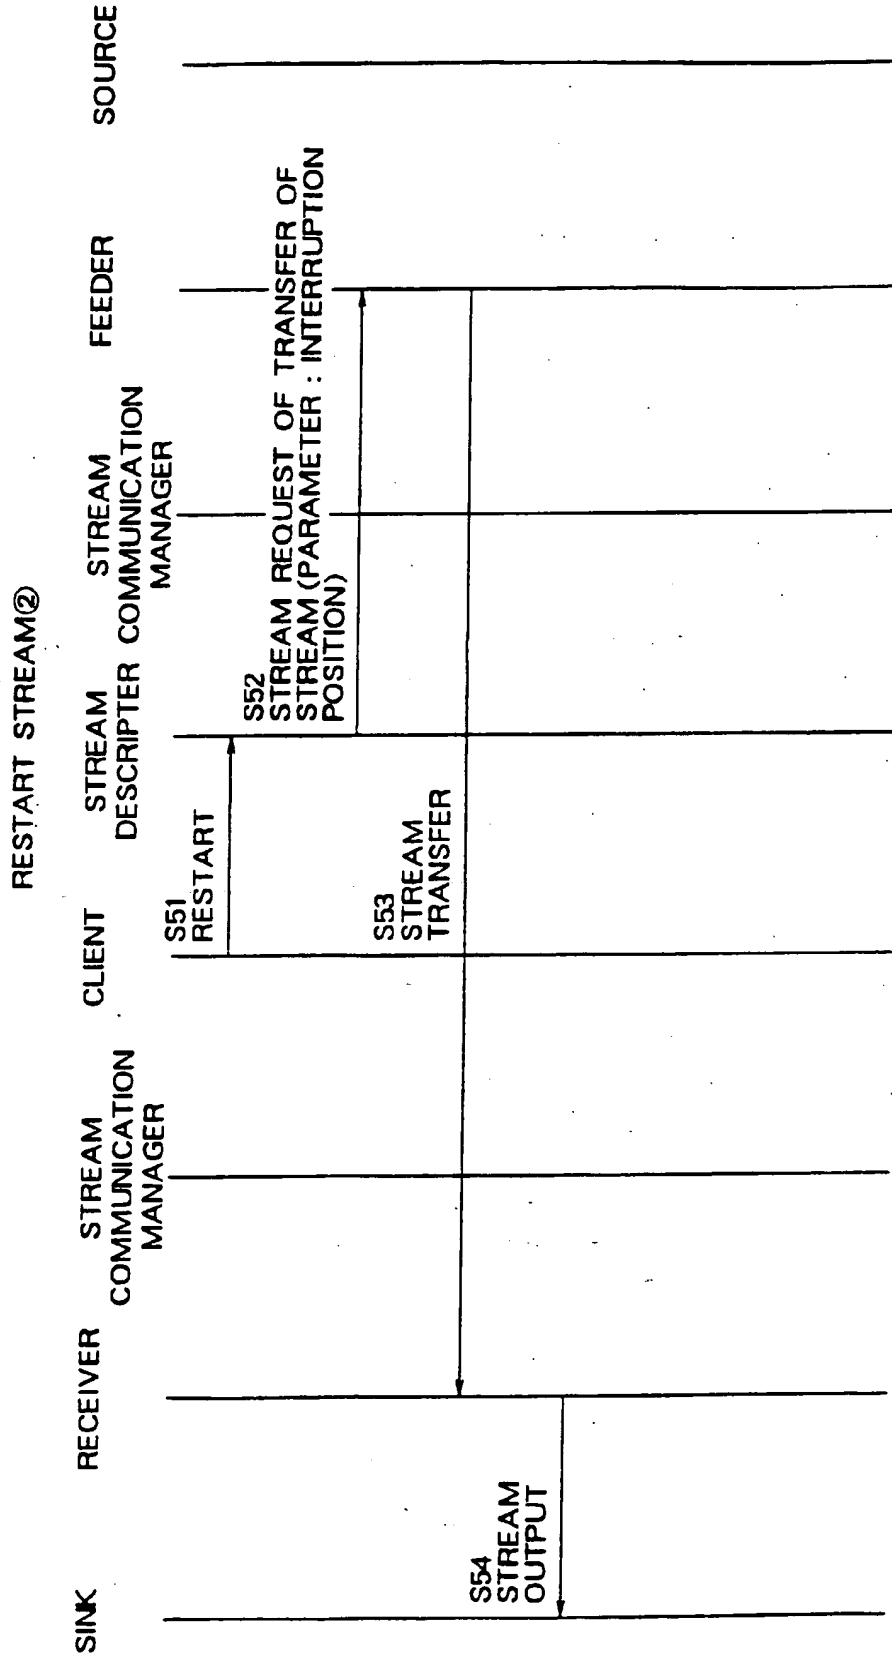 RESTART STREAM②
SINK
RECEIVER
STREAM
COMMUNICATION
MANAGER
CLIENT
STREAM
DESCRIPTER
STREAM
COMMUNICATION
MANAGER
FEEDER
SOURCE
S51
RESTART
S52
STREAM REQUEST OF TRANSFER OF
STREAM (PARAMETER : INTERRUPTION
POSITION)
S53
STREAM
TRANSFER
S54
STREAM
OUTPUT